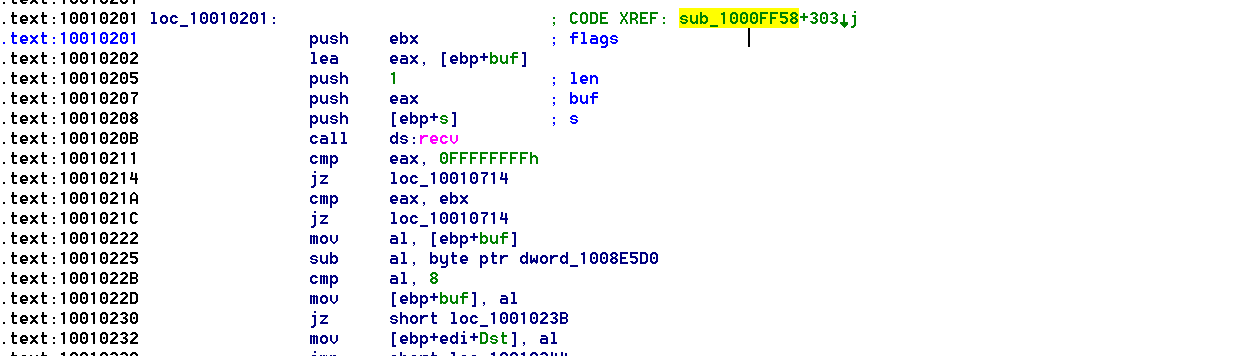 .text:10010201
.text:10010201 loc_10010201: ; CODE XREF: sub_1000FF58+303↓j
.text:10010201 push ebx ; flags
.text:10010202 lea eax, [ebp+buf]
.text:10010205 push 1 ; len
.text:10010207 push eax ; buf
.text:10010208 push [ebp+s] ; s
.text:1001020B call ds:recv
.text:10010211 cmp eax, 0FFFFFFFFh
.text:10010214 jz loc_10010714
.text:1001021A cmp eax, ebx
.text:1001021C jz loc_10010714
.text:10010222 mov al, [ebp+buf]
.text:10010225 sub al, byte ptr dword_1008E5D0
.text:1001022B cmp al, 8
.text:1001022D mov [ebp+buf], al
.text:10010230 jz short loc_1001023B
.text:10010232 mov [ebp+edi+Dst], al